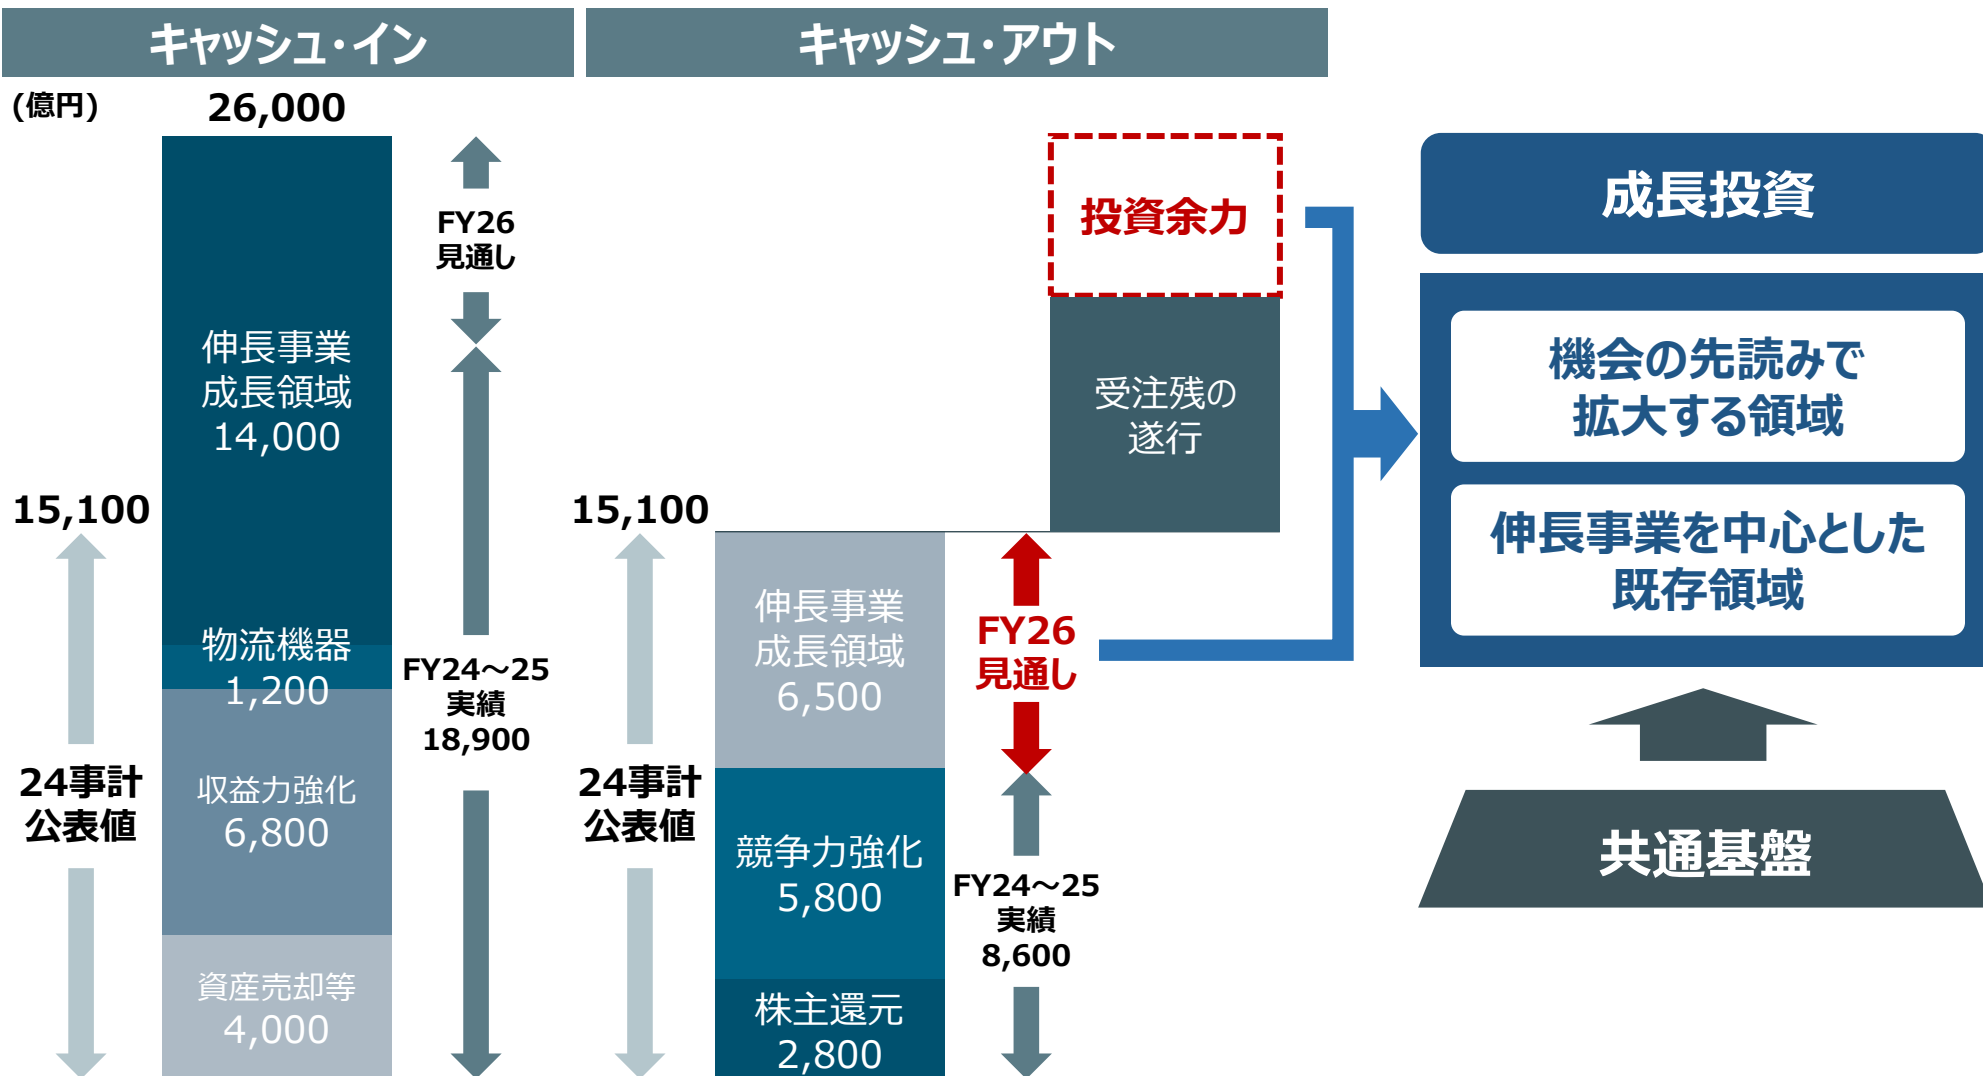 キャッシュ・イン
キャッシュ・アウト
(億円)
26,000
伸長事業
成長領域
14,000
物流機器
1,200
収益力強化
6,800
資産売却等
4,000
15,100
24事計
公表値
FY26
見通し
FY24～25
実績
18,900
15,100
24事計
公表値
伸長事業
成長領域
6,500
競争力強化
5,800
株主還元
2,800
FY26
見通し
FY24～25
実績
8,600
投資余力
受注残の
遂行
成長投資
機会の先読みで
拡大する領域
伸長事業を中心とした
既存領域
共通基盤